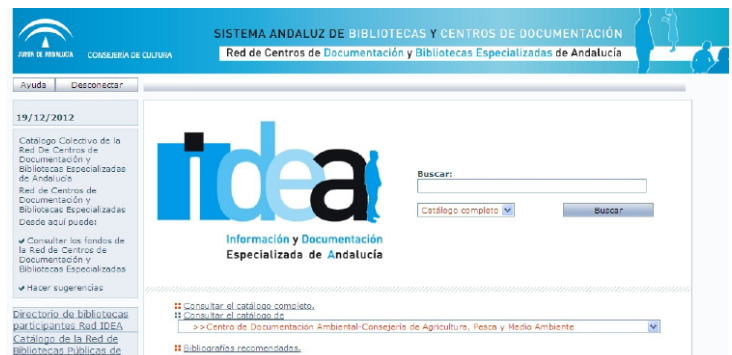 SISTEMA ANDALUZ DE BIBLIOTECAS Y CENTROS DE DOCUMENTACIÓN
Red de Centros de Documentación y Bibliotecas Especializadas de Andalucía
JUNTA DE ANDALUCIA CONSEJERÍA DE CULTURA
Ayuda Desconectar
19/12/2012
Catálogo Colectivo de la
Red De Centros de
Documentación y
Bibliotecas Especializadas
de Andalucía
Red de Centros de
Documentación y
Bibliotecas Especializadas
Desde aquí puede:
Consultar los fondos de
la Red de Centros de
Documentación y
Bibliotecas Especializadas
Hacer sugerencias
Directorio de bibliotecas
participantes Red IDEA
Catálogo de la Red de
Bibliotecas Públicas de
idea
Información y Documentación
Especializada de Andalucía
Buscar:
Catálogo completo Buscar
Consultar el catálogo completo.
Consultar el catálogo de
>>Centro de Documentación Ambiental-Consejería de Agricultura, Pesca y Medio Ambiente
Bibliografías recomendadas.